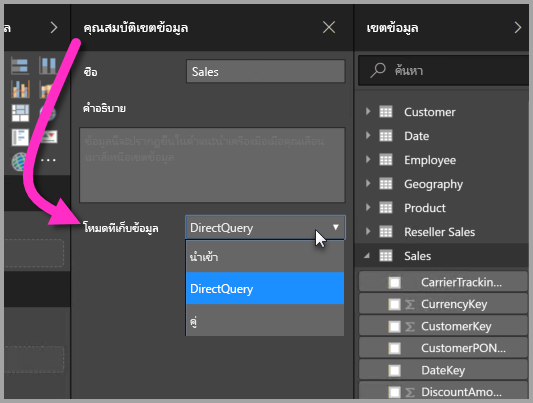 คุณสมบัติเขตข้อมูล
ชื่อ
Sales
คำอธิบาย
โหมดที่เก็บข้อมูล
DirectQuery
นำเข้า
DirectQuery
คู่
เขตข้อมูล
ค้นหา
Customer
Date
Employee
Geography
Product
Reseller Sales
Sales
CarrierTrackin...
CurrencyKey
CustomerKey
CustomerPON...
DateKey
DiscountAmo...